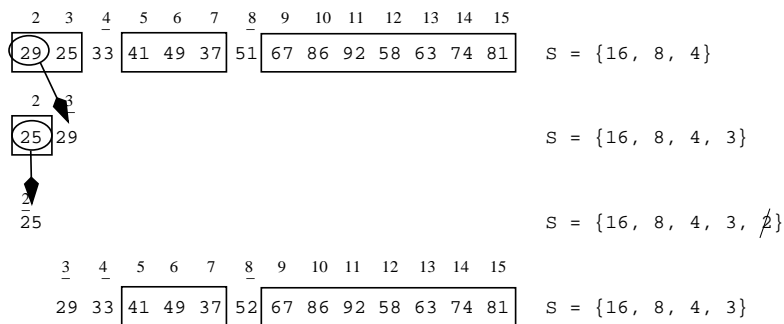 2 3 4 5 6 7 8 9 10 11 12 13 14 15
29 25 33 41 49 37 51 67 86 92 58 63 74 81 S = {16, 8, 4}
2 3
25 29 S = {16, 8, 4, 3}
2
25 S = {16, 8, 4, 3, 2}
3 4 5 6 7 8 9 10 11 12 13 14 15
29 33 41 49 37 52 67 86 92 58 63 74 81 S = {16, 8, 4, 3}